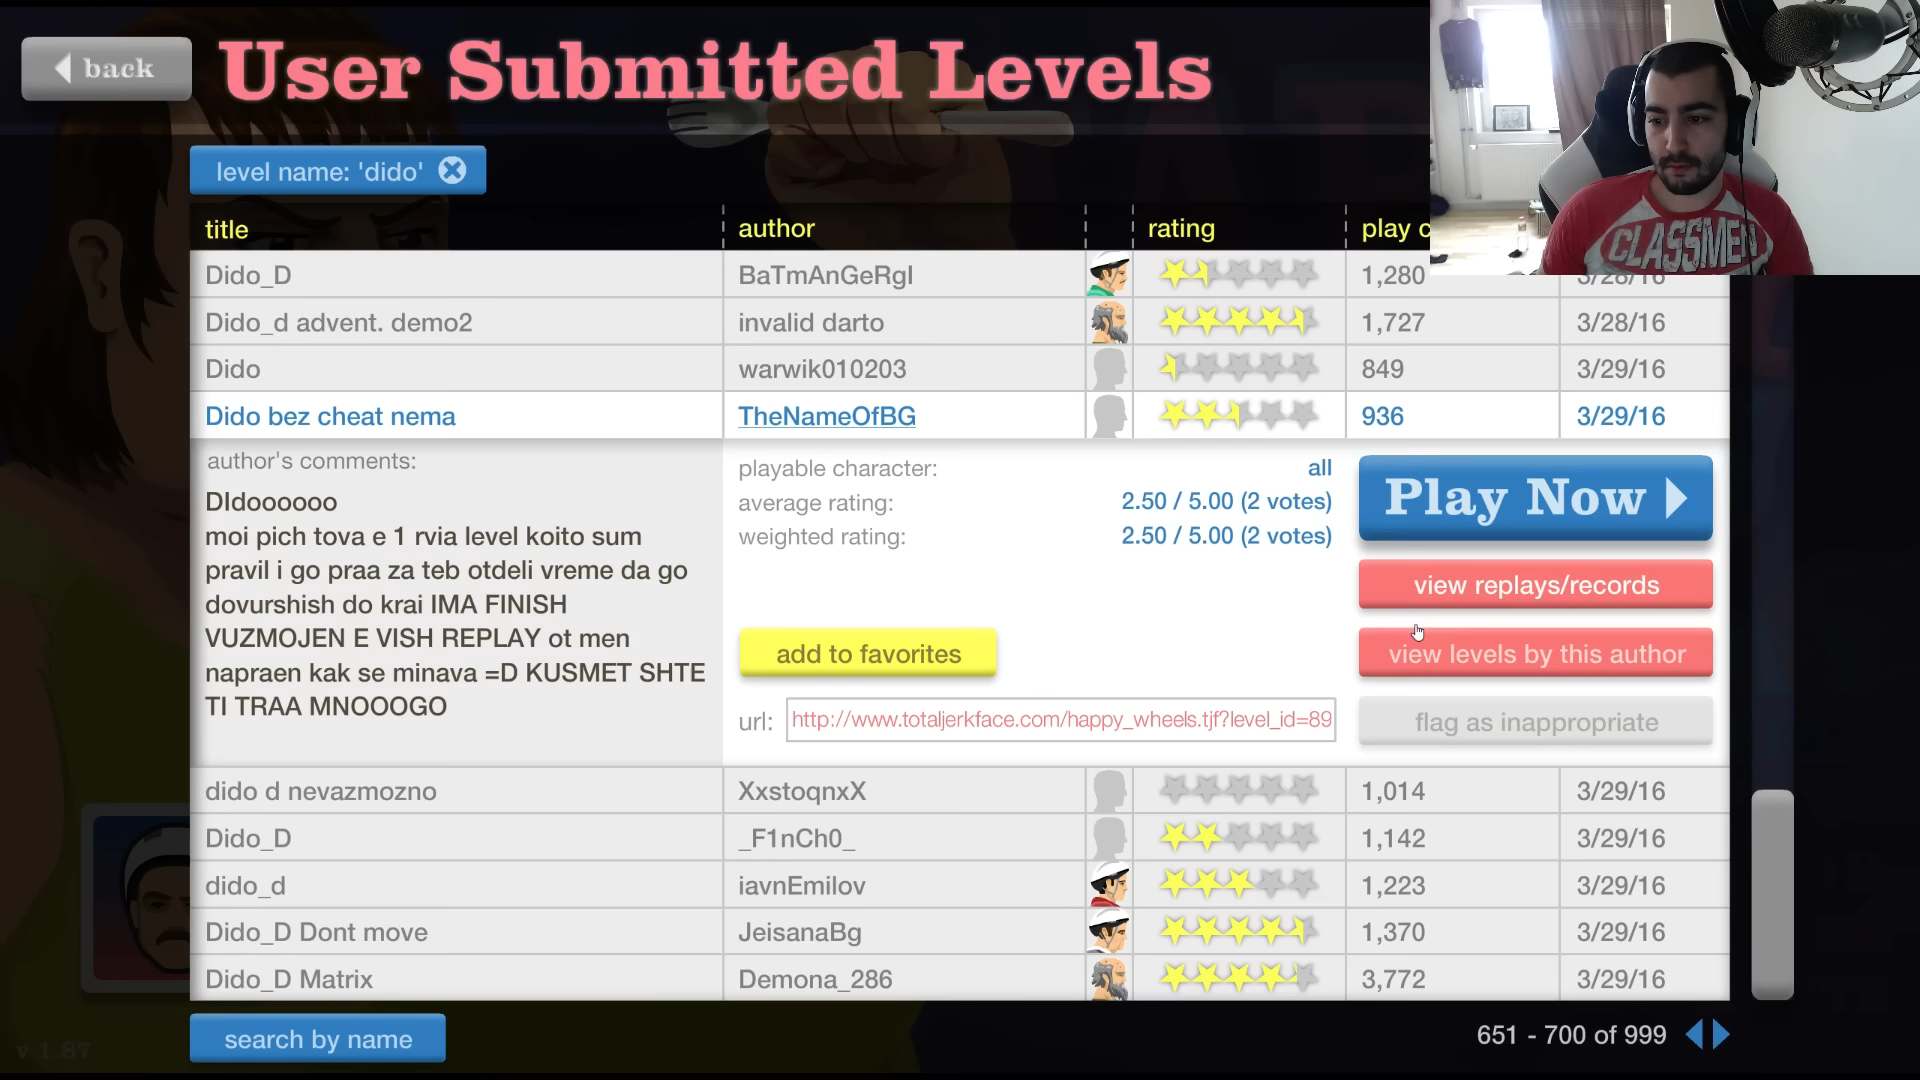 back
User Submitted Levels
level name: 'dido'
title author rating play c
Dido_D BaTmAnGeRgI 1,280 3/28/16
Dido_d advent. demo2 invalid darto 1,727 3/28/16
Dido warwik010203 849 3/29/16
Dido bez cheat nema TheNameOfBG 936 3/29/16
author's comments:
DIdoooooo
moi pich tova e 1 rvia level koito sum
pravil i go praa za teb otdeli vreme da go
dovurshish do krai IMA FINISH
VUZMOJEN E VISH REPLAY ot men
napraen kak se minava =D KUSMET SHTE
TI TRAA MNOOOGO
playable character: all
average rating: 2.50 / 5.00 (2 votes)
weighted rating: 2.50 / 5.00 (2 votes)
add to favorites
url: http://www.totaljerkface.com/happy_wheels.tjf?level_id=89
Play Now
view replays/records
view levels by this author
flag as inappropriate
dido d nevazmozno XxstoqnxX 1,014 3/29/16
Dido_D _F1nCh0_ 1,142 3/29/16
dido_d iavnEmilov 1,223 3/29/16
Dido_D Dont move JeisanaBg 1,370 3/29/16
Dido_D Matrix Demona_286 3,772 3/29/16
search by name
651 - 700 of 999
v 1.87
CLASSMEN